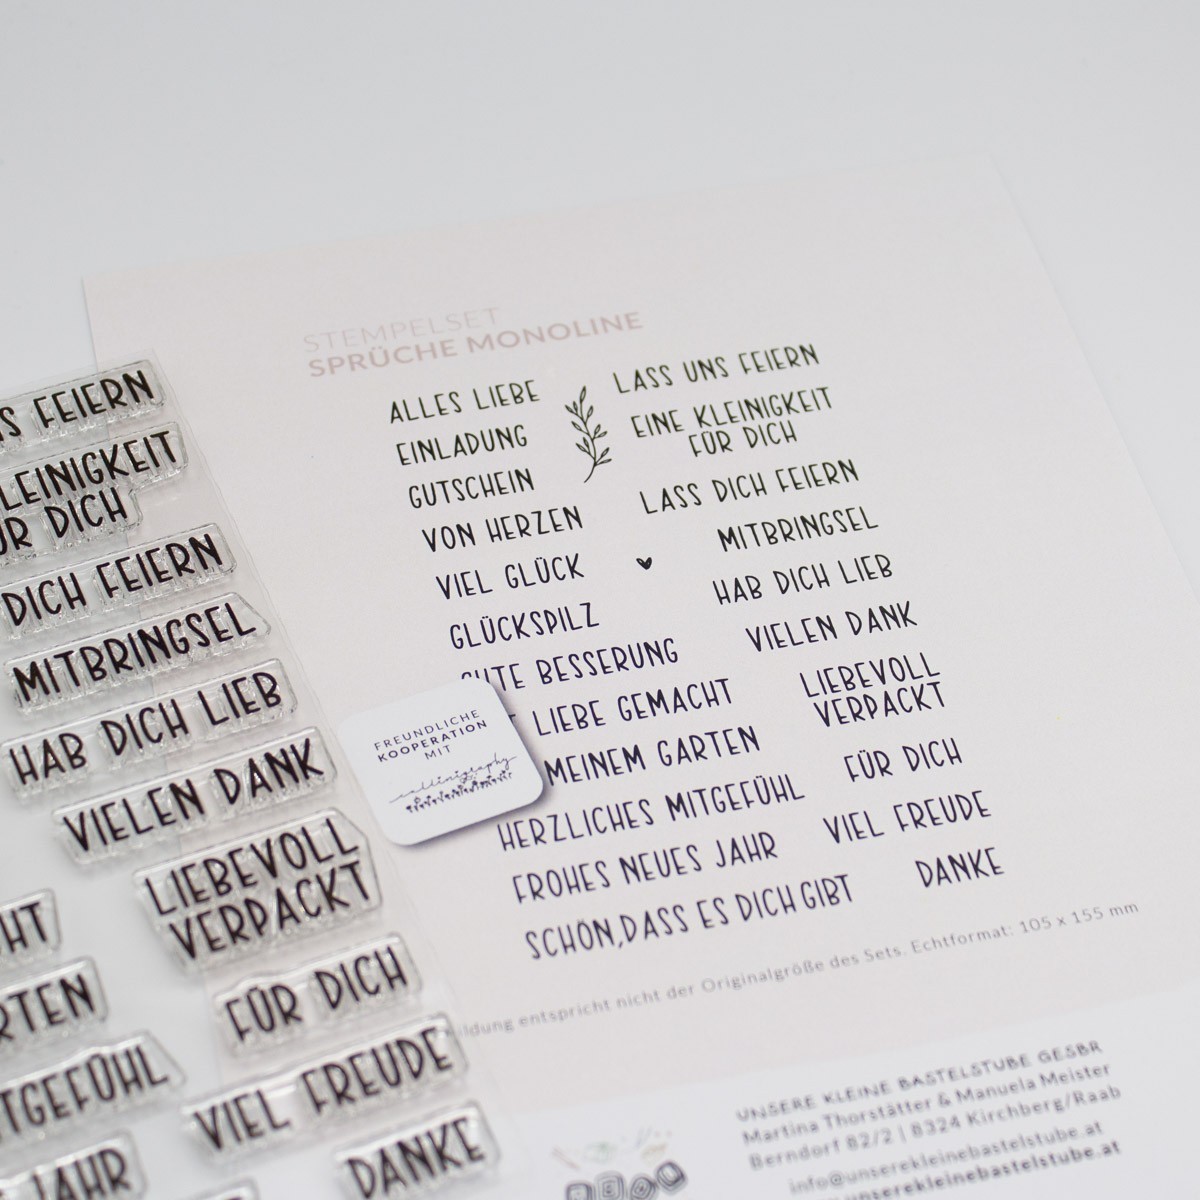 STEMPELSET
SPRÜCHE MONOLINE
ALLES LIEBE
EINLADUNG
GUTSCHEIN
VON HERZEN
VIEL GLÜCK
GLÜCKSPILZ
BESSERUNG
LIEBE GEMACHT
MEINEM GARTEN
HERZLICHES MITGEFÜHL
FROHES NEUES JAHR
SCHÖN, DASS ES DICH GIBT
LASS UNS FEIERN
EINE KLEINIGKEIT
FÜR DICH
LASS DICH FEIERN
MITBRINGSEL
HAB DICH LIEB
VIELEN DANK
LIEBEVOLL
VERPACKT
FÜR DICH
VIEL FREUDE
DANKE
FREUNDLICHE
KOOPERATION
MIT
entspricht nicht der Originalgröße des Sets. Echtformat: 105 x 155 mm
UNSERE KLEINE BASTELSTUBE GESBR
Martina Thorstätter & Manuela Meister
Berndorf 82/2 | 8324 Kirchberg/Raab
info@unserekleinebastelstube.at
unserekleinebastelstube.at
FEIERN
LEINIGKEIT
DICH
DICH FEIERN
MITBRINGSEL
HAB DICH LIEB
VIELEN DANK
LIEBEVOLL
VERPACKT
HT
RTEN
FÜR DICH
TGEFÜHL
VIEL FREUDE
JAHR
DANKE